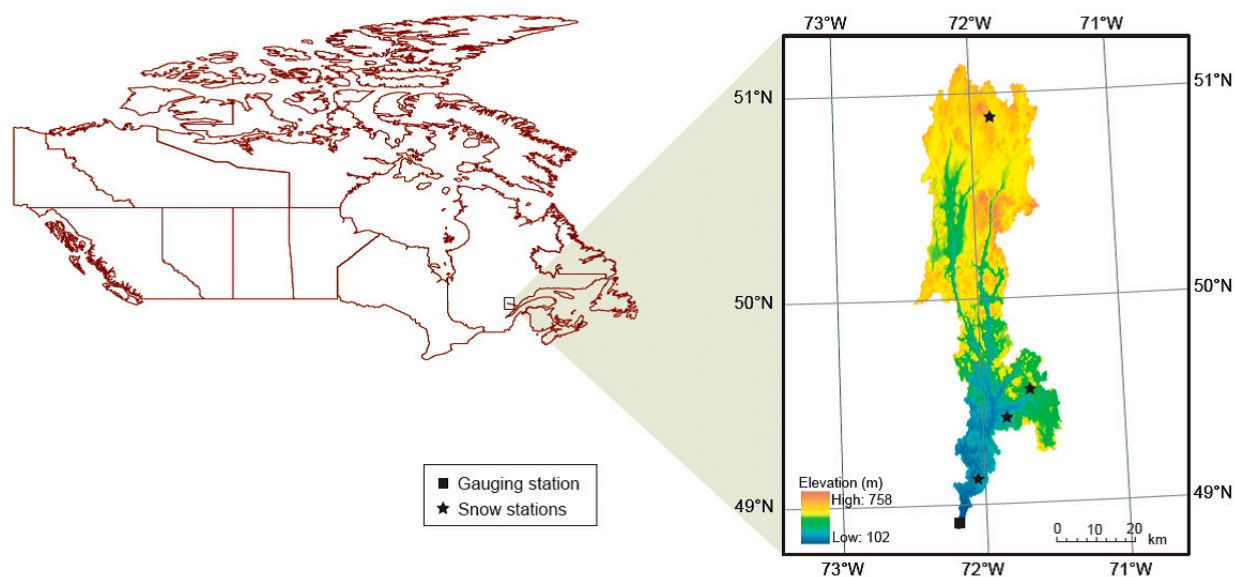 73°W 72°W 71°W
51°N 51°N
50°N 50°N
49°N 49°N
Gauging station
Snow stations
Elevation (m)
High: 758
Low: 102
0 10 20
km
73°W 72°W 71°W